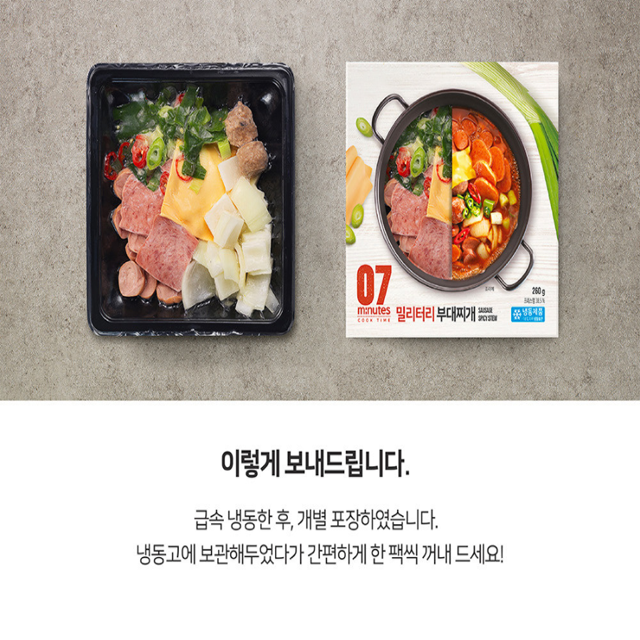 07
minutes
COOK TIME
밀리터리 부대찌개
SAUSAGE
SPICY STEW
260 g
냉동제품
이렇게 보내드립니다.
급속 냉동한 후, 개별 포장하였습니다.
냉동고에 보관해두었다가 간편하게 한 팩씩 꺼내 드세요!